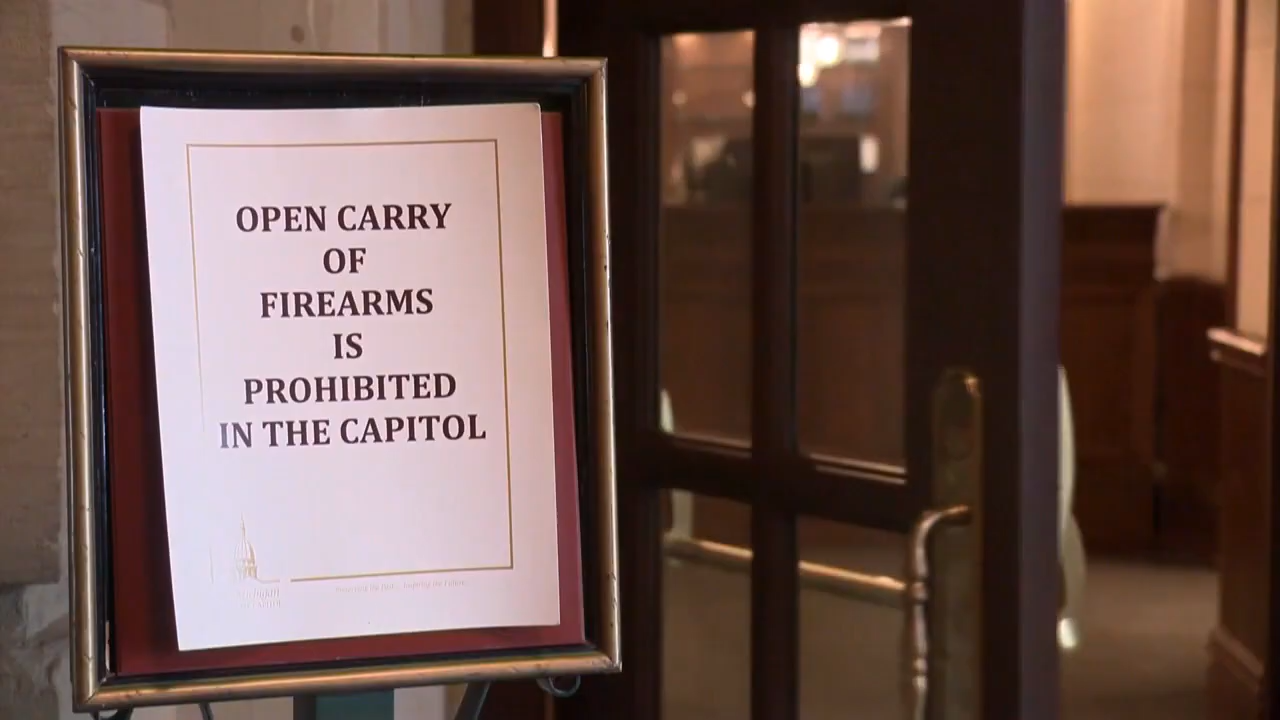 OPEN CARRY
OF
FIREARMS
IS
PROHIBITED
IN THE CAPITOL